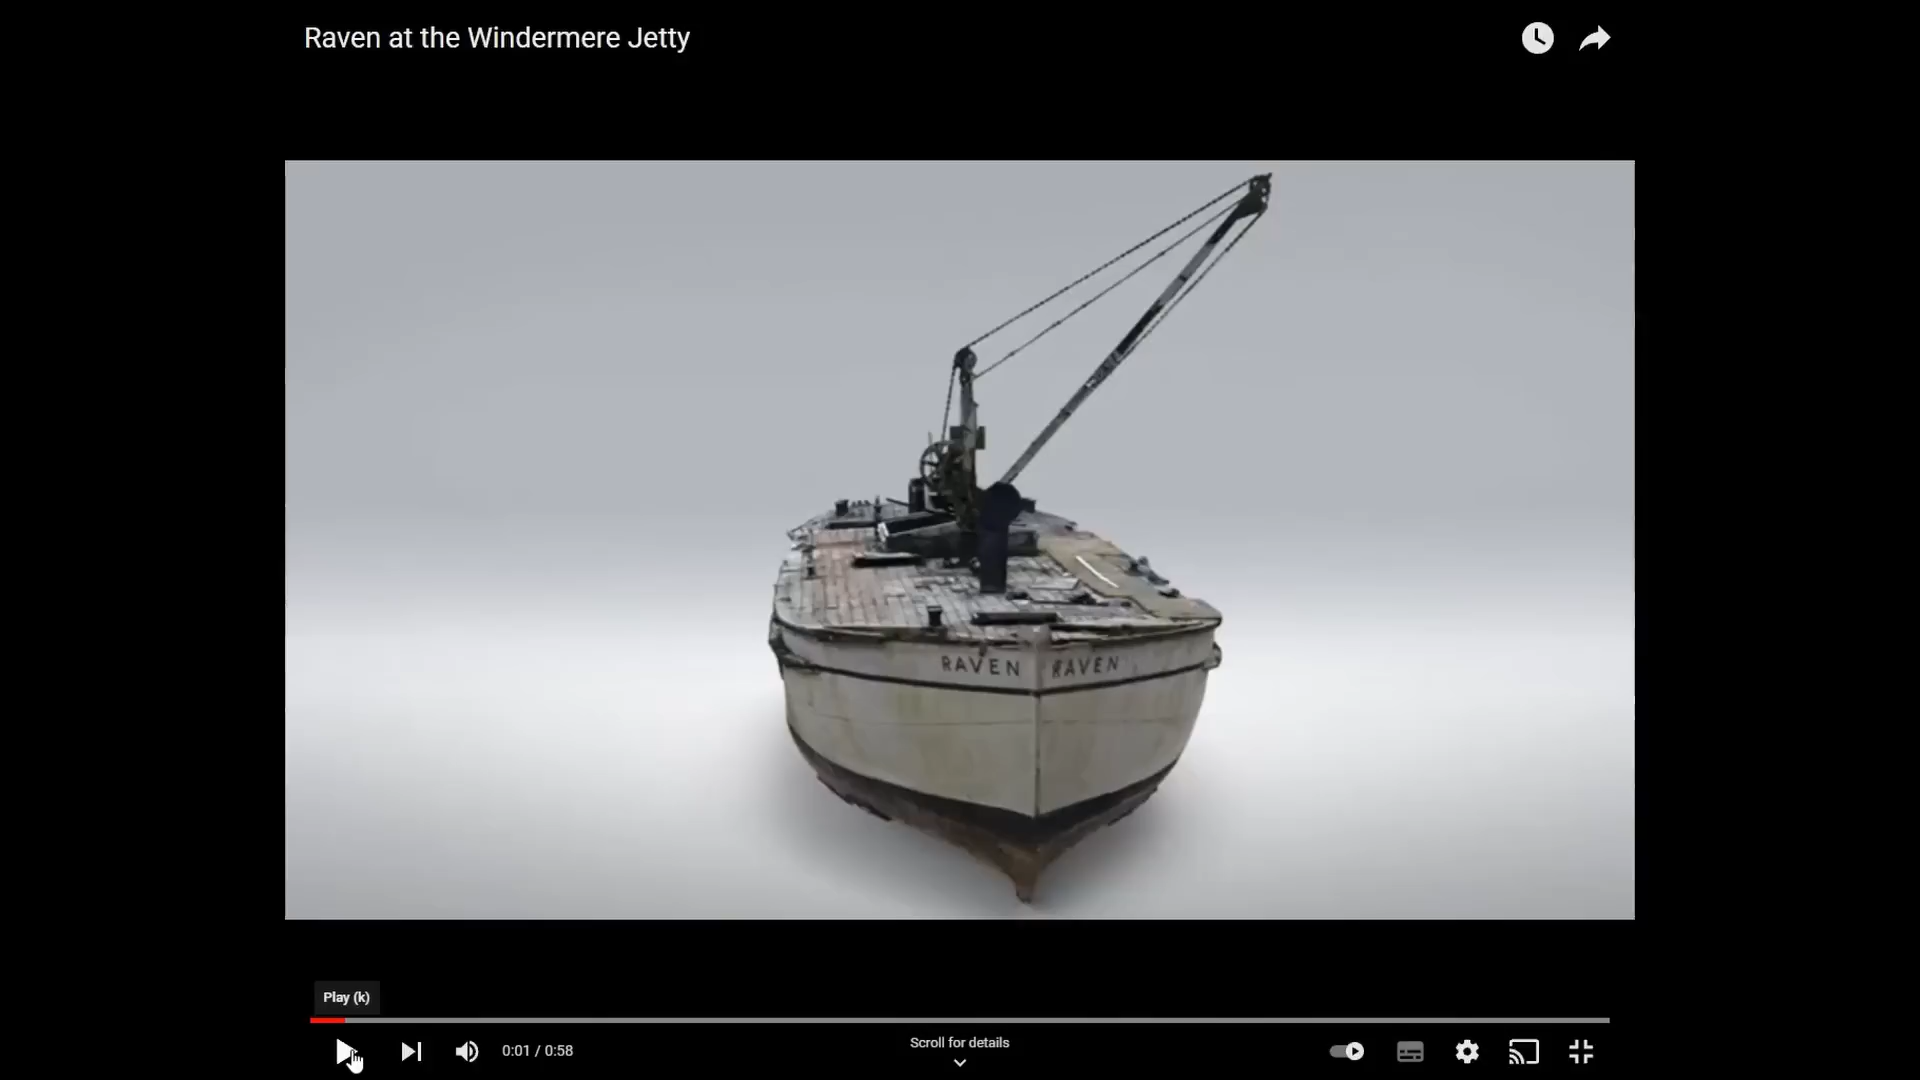 Raven at the Windermere Jetty
RAVEN RAVEN
Play (k)
0:01 / 0:58
Scroll for details